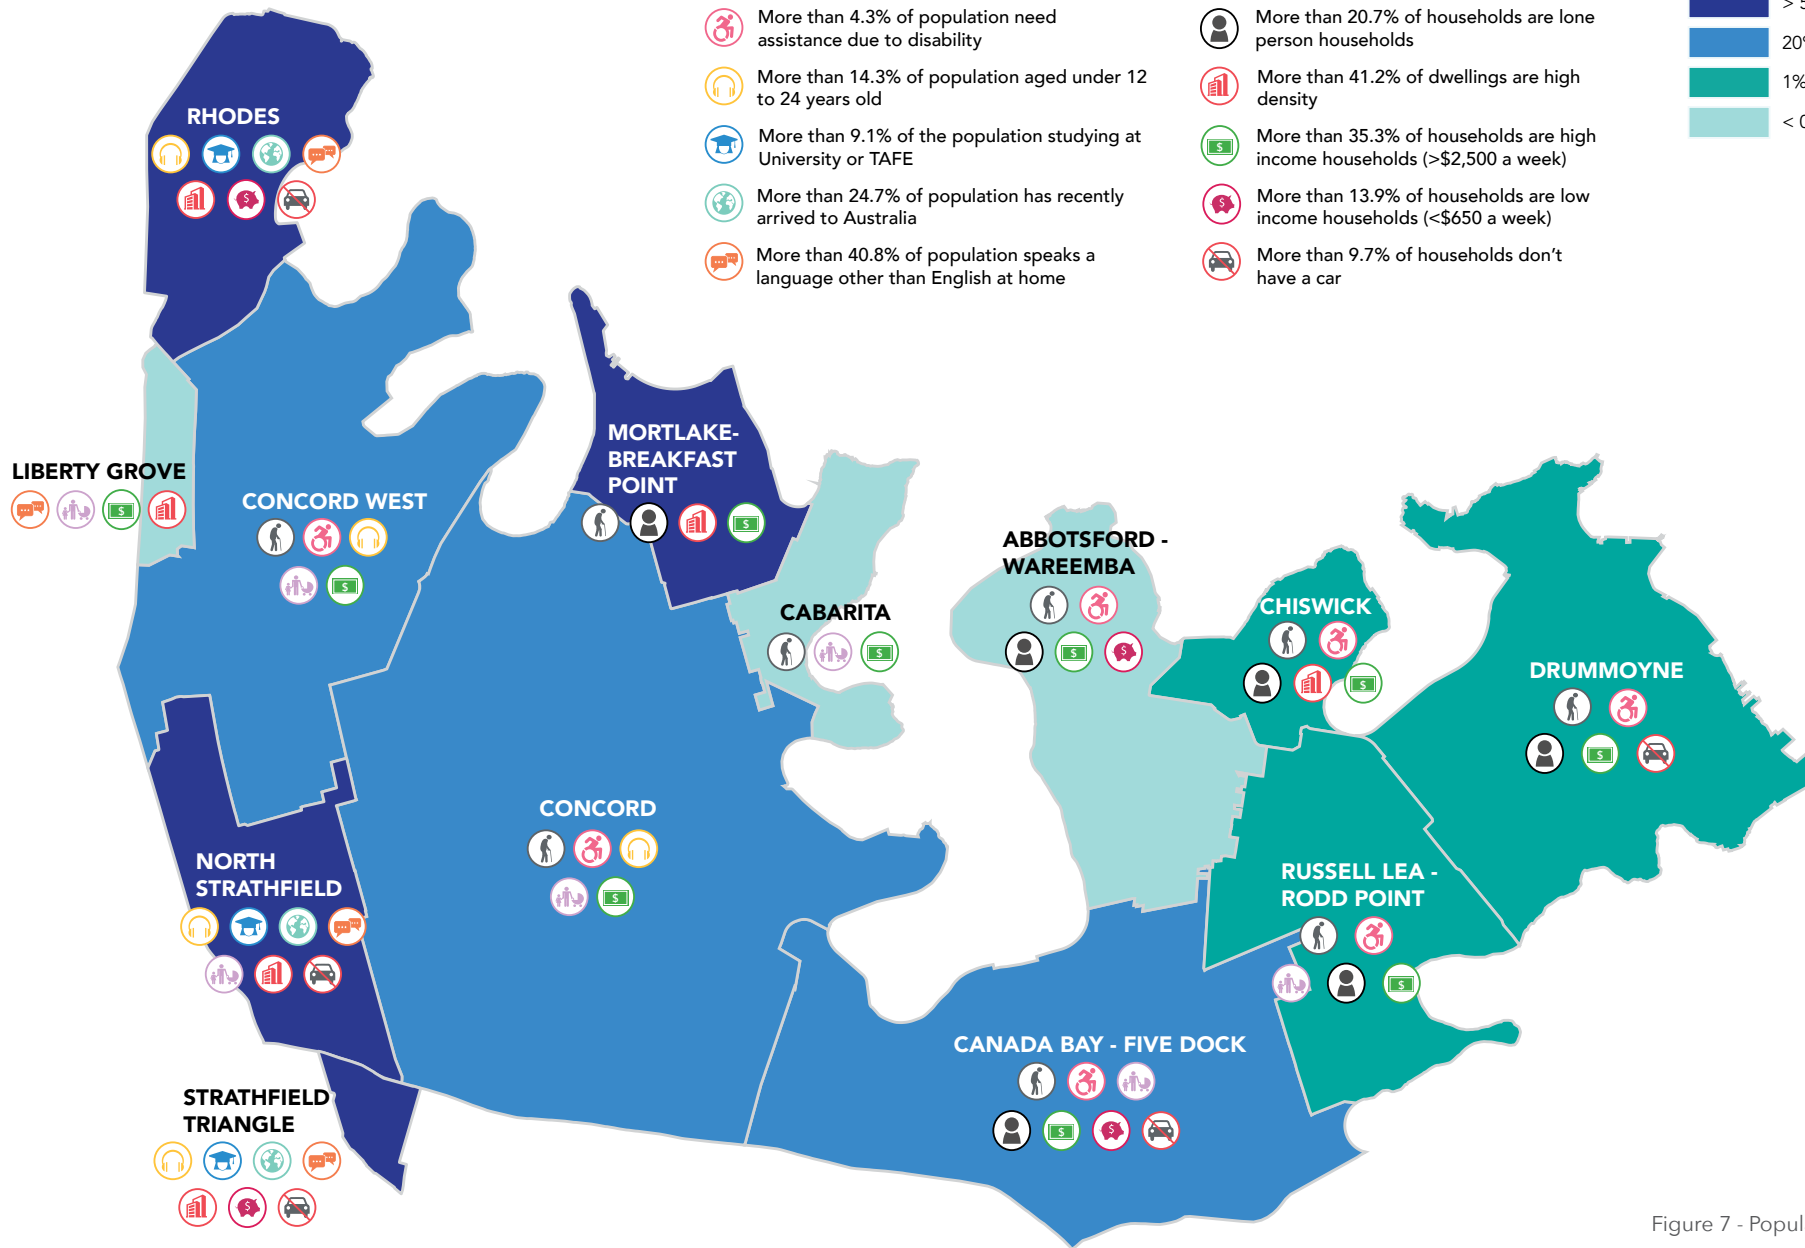 More than 4.3% of population need
assistance due to disability
More than 14.3% of population aged under 12
to 24 years old
More than 9.1% of the population studying at
University or TAFE
More than 24.7% of population has recently
arrived to Australia
More than 40.8% of population speaks a
language other than English at home
More than 20.7% of households are lone
person households
More than 41.2% of dwellings are high
density
More than 35.3% of households are high
income households (>$2,500 a week)
More than 13.9% of households are low
income households (<$650 a week)
More than 9.7% of households don't
have a car
20%
1%
RHODES
LIBERTY GROVE
CONCORD WEST
MORTLAKE-
BREAKFAST
POINT
CABARITA
ABBOTSFORD -
WAREEMBA
CHISWICK
DRUMMOYNE
CONCORD
NORTH
STRATHFIELD
RUSSELL LEA -
RODD POINT
CANADA BAY - FIVE DOCK
STRATHFIELD
TRIANGLE
Figure 7 - Popul